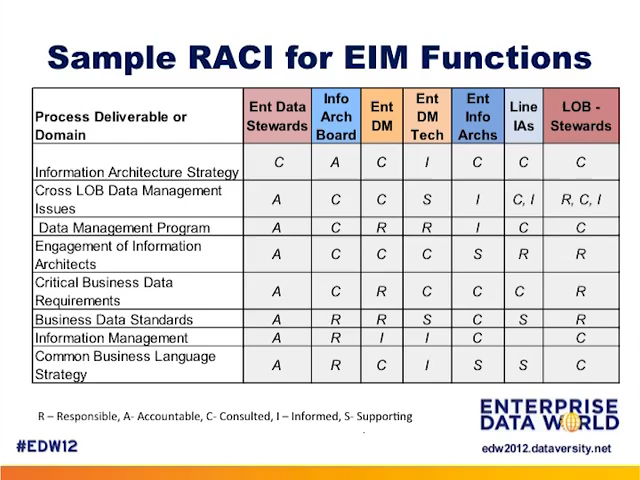 Sample RACI for EIM Functions
Process Deliverable or Domain | Ent Data Stewards | Info Arch Board | Ent DM | Ent DM Tech | Ent Info Archs | Line IAs | LOB - Stewards
Information Architecture Strategy | C | A | C | I | C | C | C
Cross LOB Data Management Issues | A | C | C | S | I | C, I | R, C, I
Data Management Program | A | C | R | R | I | C | C
Engagement of Information Architects | A | C | C | C | S | R | R
Critical Business Data Requirements | A | C | R | C | C | C | R
Business Data Standards | A | R | R | S | C | S | R
Information Management | A | R | I | I | C | | C
Common Business Language Strategy | A | R | C | I | S | S | C
R – Responsible, A- Accountable, C- Consulted, I – Informed, S- Supporting
ENTERPRISE
DATA WORLD
#EDW12
edw2012.dataversity.net